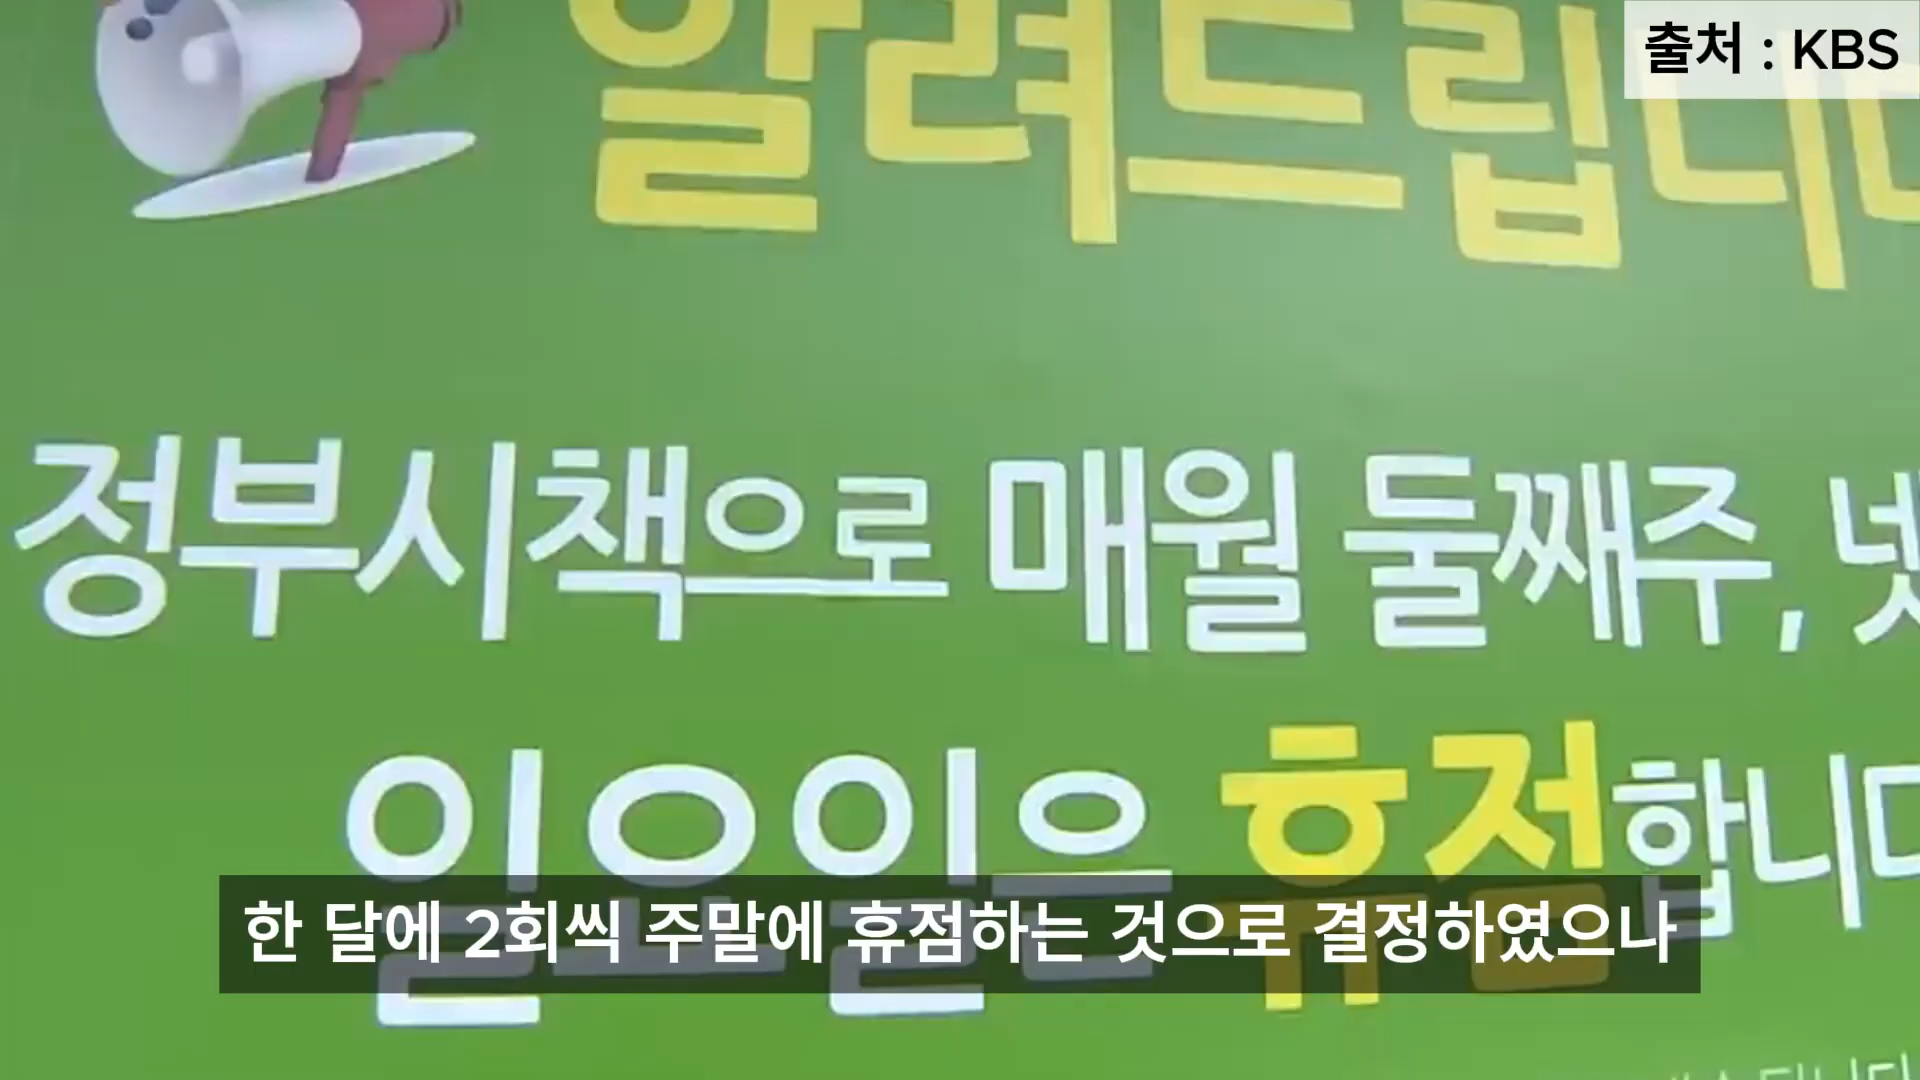 출처 : KBS
알려드립니다
정부시책으로 매월 둘째주,
일요일은 휴점합니다
한 달에 2회씩 주말에 휴점하는 것으로 결정하였으나